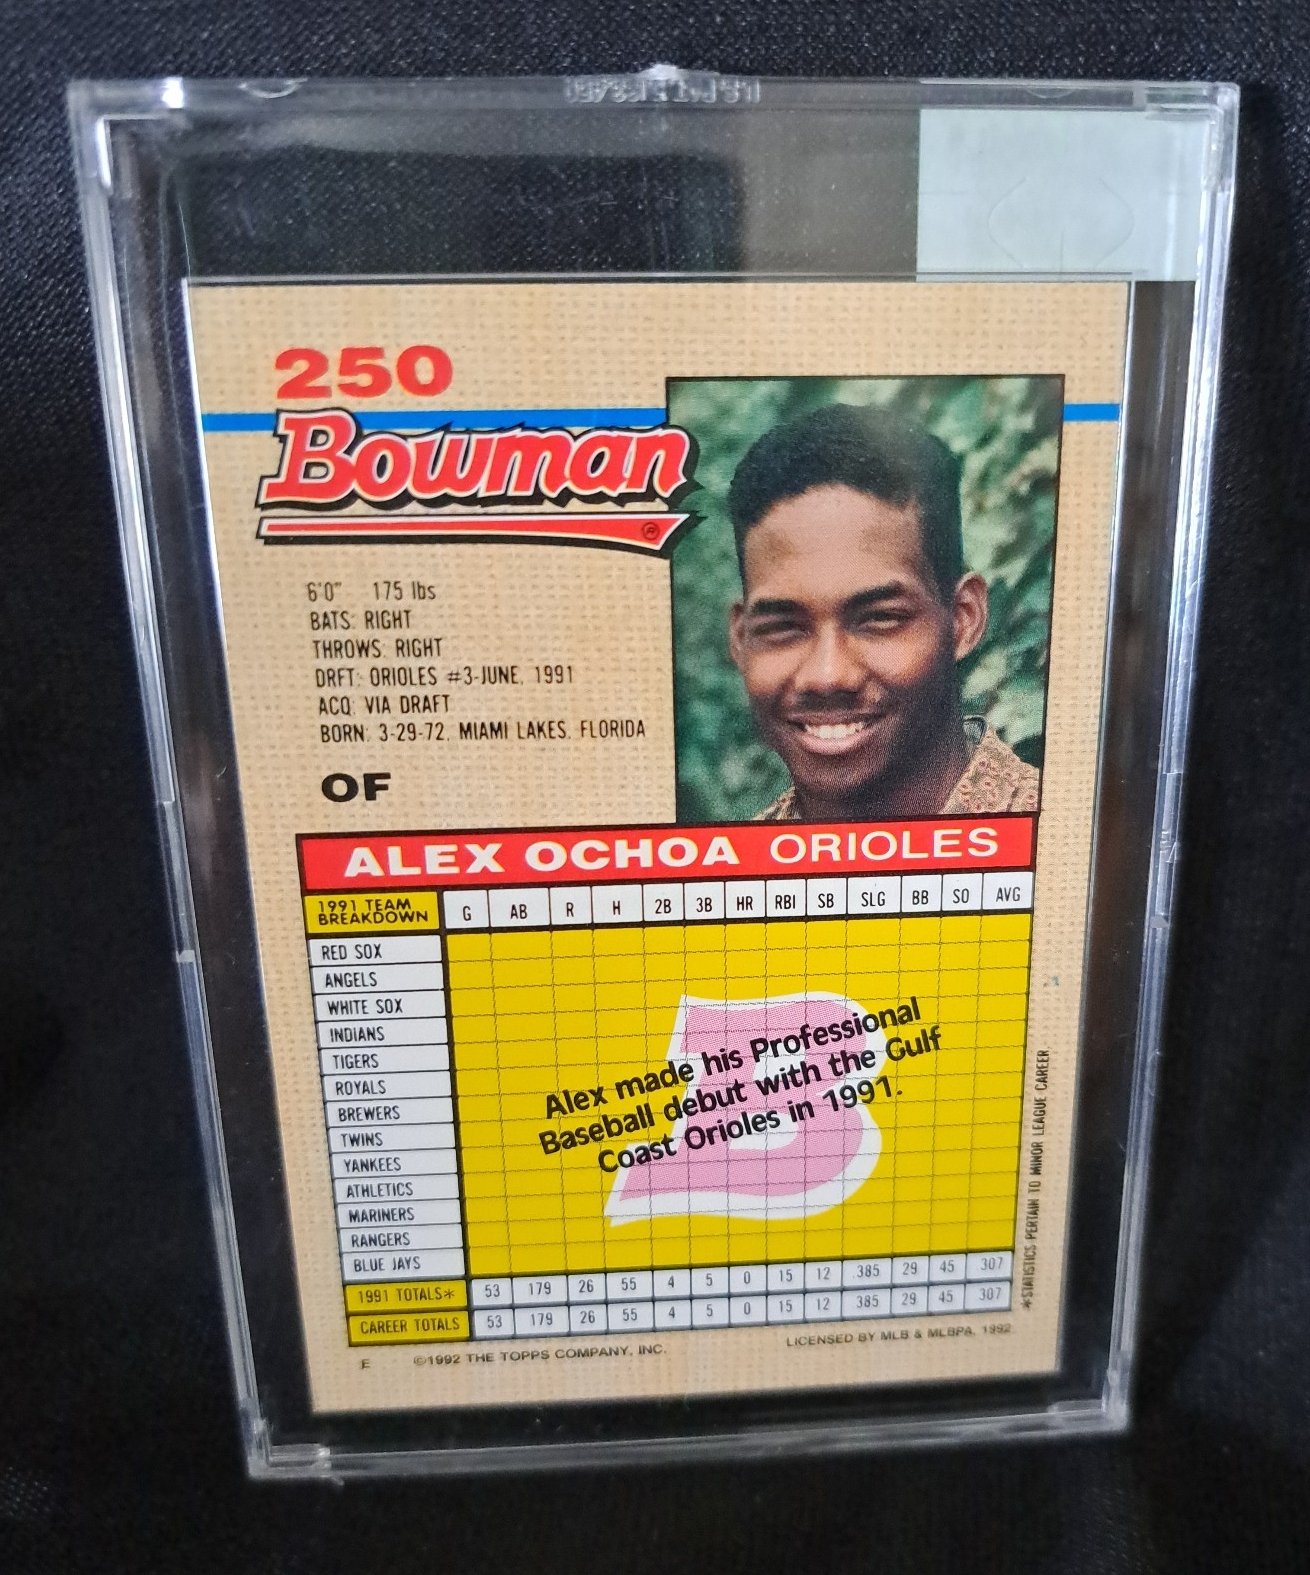 250
Bowman
®
6'0" 175 lbs
BATS: RIGHT
THROWS: RIGHT
DRFT: ORIOLES #3-JUNE, 1991
ACQ: VIA DRAFT
BORN: 3-29-72, MIAMI LAKES, FLORIDA
OF
ALEX OCHOA ORIOLES
1991 TEAM
BREAKDOWN
G AB R H 2B 3B HR RBI SB SLG BB SO AVG
RED SOX
ANGELS
WHITE SOX
INDIANS
TIGERS
ROYALS
BREWERS
TWINS
YANKEES
ATHLETICS
MARINERS
RANGERS
BLUE JAYS
B
Alex made his Professional
Baseball debut with the Gulf
Coast Orioles in 1991.
1991 TOTALS* 53 179 26 55 4 5 0 15 12 .385 29 45 .307
CAREER TOTALS 53 179 26 55 4 5 0 15 12 .385 29 45 .307
*STATISTICS PERTAIN TO MINOR LEAGUE CAREER
E ©1992 THE TOPPS COMPANY, INC. LICENSED BY MLB & MLBPA, 1992